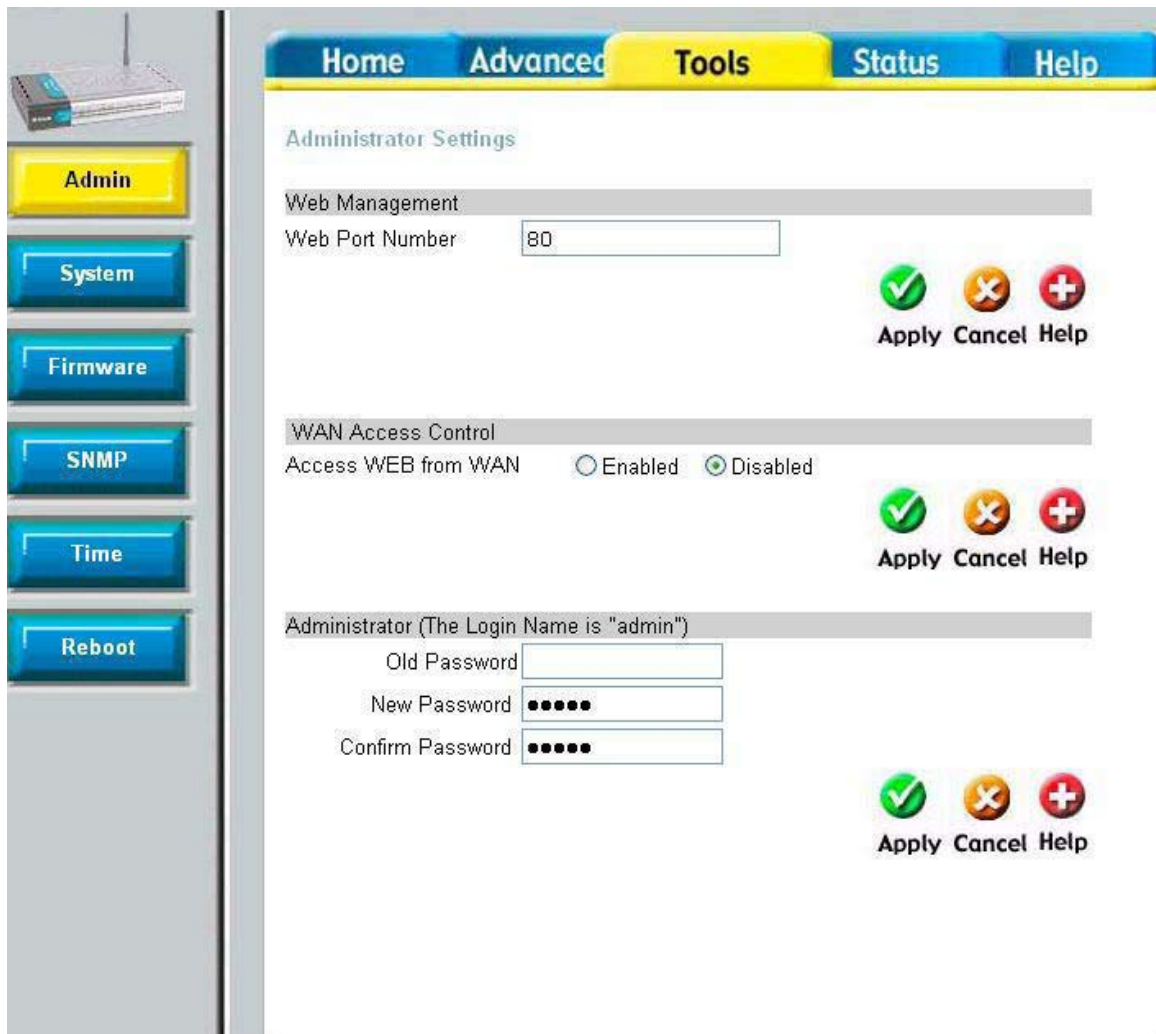 Home Advanced Tools Status Help
Admin
System
Firmware
SNMP
Time
Reboot
Administrator Settings
Web Management
Web Port Number 80
Apply Cancel Help
WAN Access Control
Access WEB from WAN Enabled Disabled
Apply Cancel Help
Administrator (The Login Name is "admin")
Old Password
New Password •••••
Confirm Password •••••
Apply Cancel Help